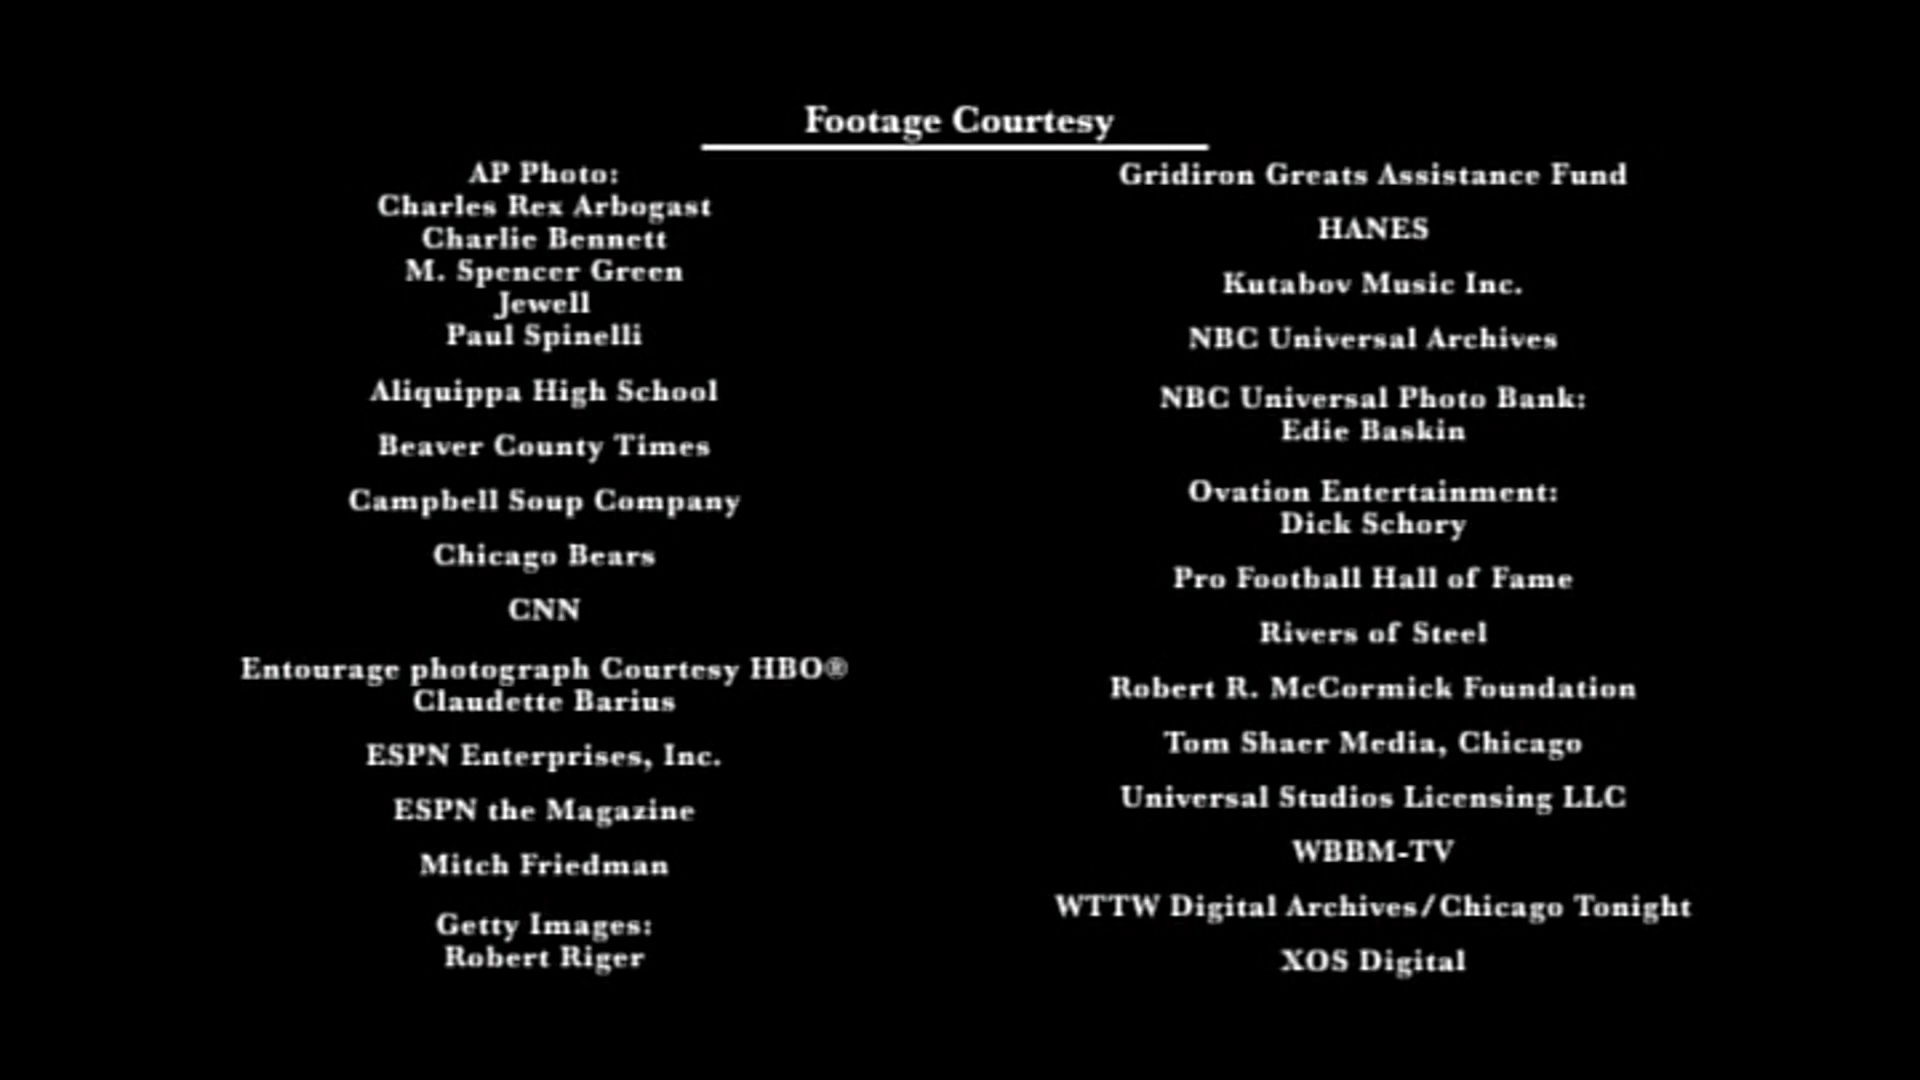 Footage Courtesy
AP Photo:
Charles Rex Arbogast
Charlie Bennett
M. Spencer Green
Jewell
Paul Spinelli
Aliquippa High School
Beaver County Times
Campbell Soup Company
Chicago Bears
CNN
Entourage photograph Courtesy HBO®
Claudette Barius
ESPN Enterprises, Inc.
ESPN the Magazine
Mitch Friedman
Getty Images:
Robert Riger
Gridiron Greats Assistance Fund
HANES
Kutabov Music Inc.
NBC Universal Archives
NBC Universal Photo Bank:
Edie Baskin
Ovation Entertainment:
Dick Schory
Pro Football Hall of Fame
Rivers of Steel
Robert R. McCormick Foundation
Tom Shaer Media, Chicago
Universal Studios Licensing LLC
WBBM-TV
WTTW Digital Archives/Chicago Tonight
XOS Digital